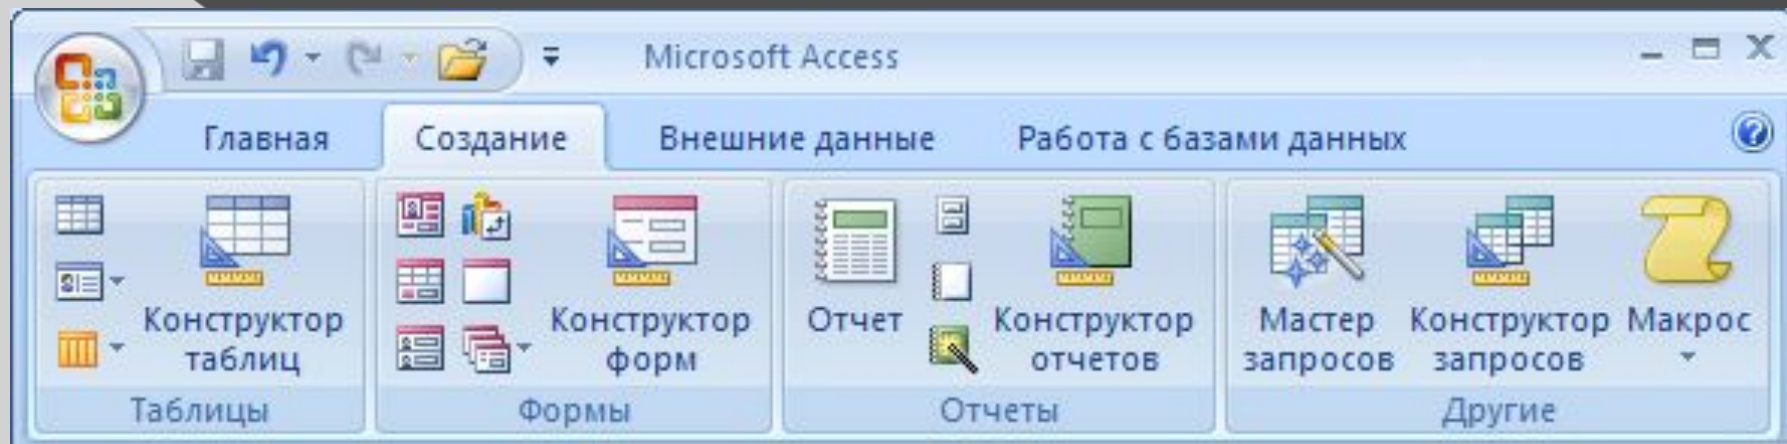 Microsoft Access
Главная Создание Внешние данные Работа с базами данных
Конструктор таблиц
Конструктор форм
Отчет
Конструктор отчетов
Мастер запросов
Конструктор запросов
Макрос
Таблицы Формы Отчеты Другие